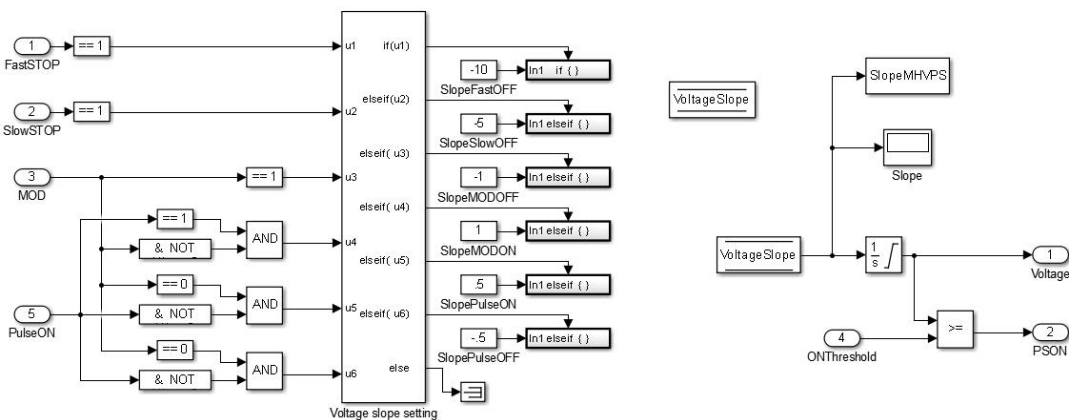 1
== 1
FastSTOP
2
== 1
SlowSTOP
3
== 1
MOD
== 1
& NOT
AND
== 0
& NOT
AND
5
PulseON
== 0
& NOT
AND
u1
if(u1)
u2
elseif(u2)
u3
elseif( u3)
u4
elseif( u4)
u5
elseif( u5)
u6
elseif( u6)
else
Voltage slope setting
-10
In1 if { }
SlopeFastOFF
-5
In1 elseif { }
SlopeSlowOFF
-1
In1 elseif { }
SlopeMODOFF
1
In1 elseif { }
SlopeMODON
.5
In1 elseif { }
SlopePulseON
-.5
In1 elseif { }
SlopePulseOFF
VoltageSlope
SlopeMHVPS
Slope
VoltageSlope
1
s
1
Voltage
4
ONThreshold
>=
2
PSON